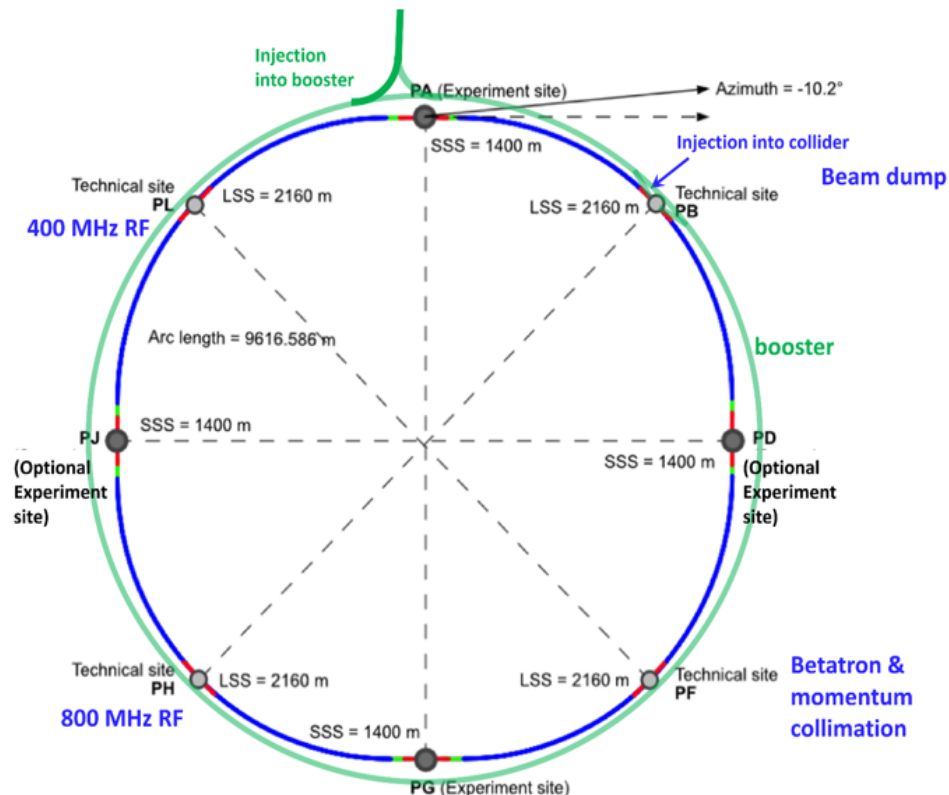 Injection
into booster
PA (Experiment site)
Azimuth = -10.2°
SSS = 1400 m
Injection into collider
Technical site
PL
LSS = 2160 m
400 MHz RF
Beam dump
Technical site
LSS = 2160 m
PB
Arc length = 9616.586 m
booster
PJ
SSS = 1400 m
(Optional
Experiment
site)
PD
SSS = 1400 m
(Optional
Experiment
site)
Technical site
PH
LSS = 2160 m
800 MHz RF
LSS = 2160 m
Technical site
PF
Betatron &
momentum
collimation
SSS = 1400 m
PG (Experiment site)